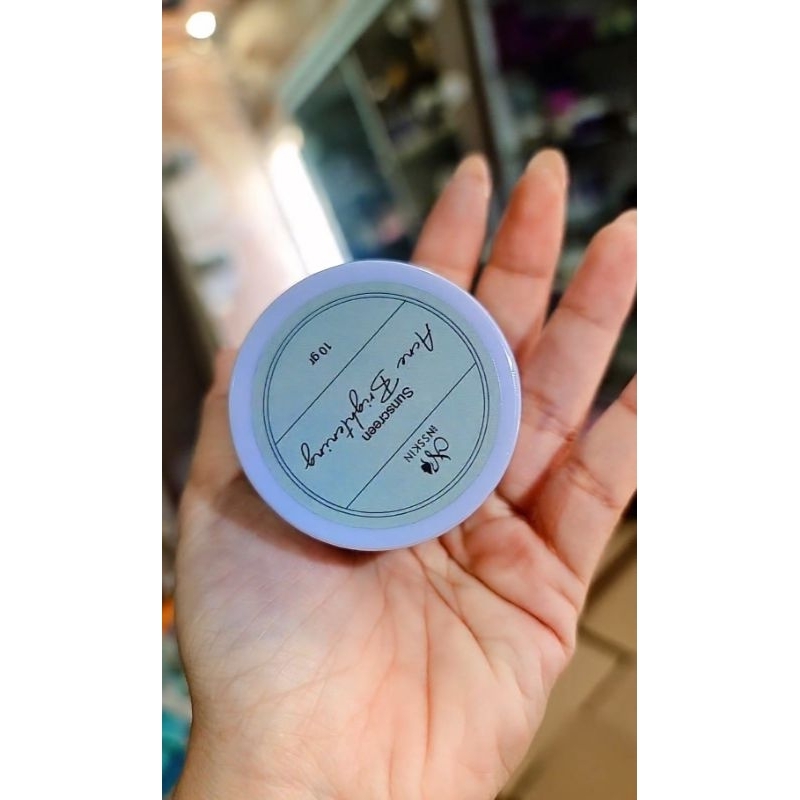 INSSKIN
Sunscreen
Acne Brightening
10 gr